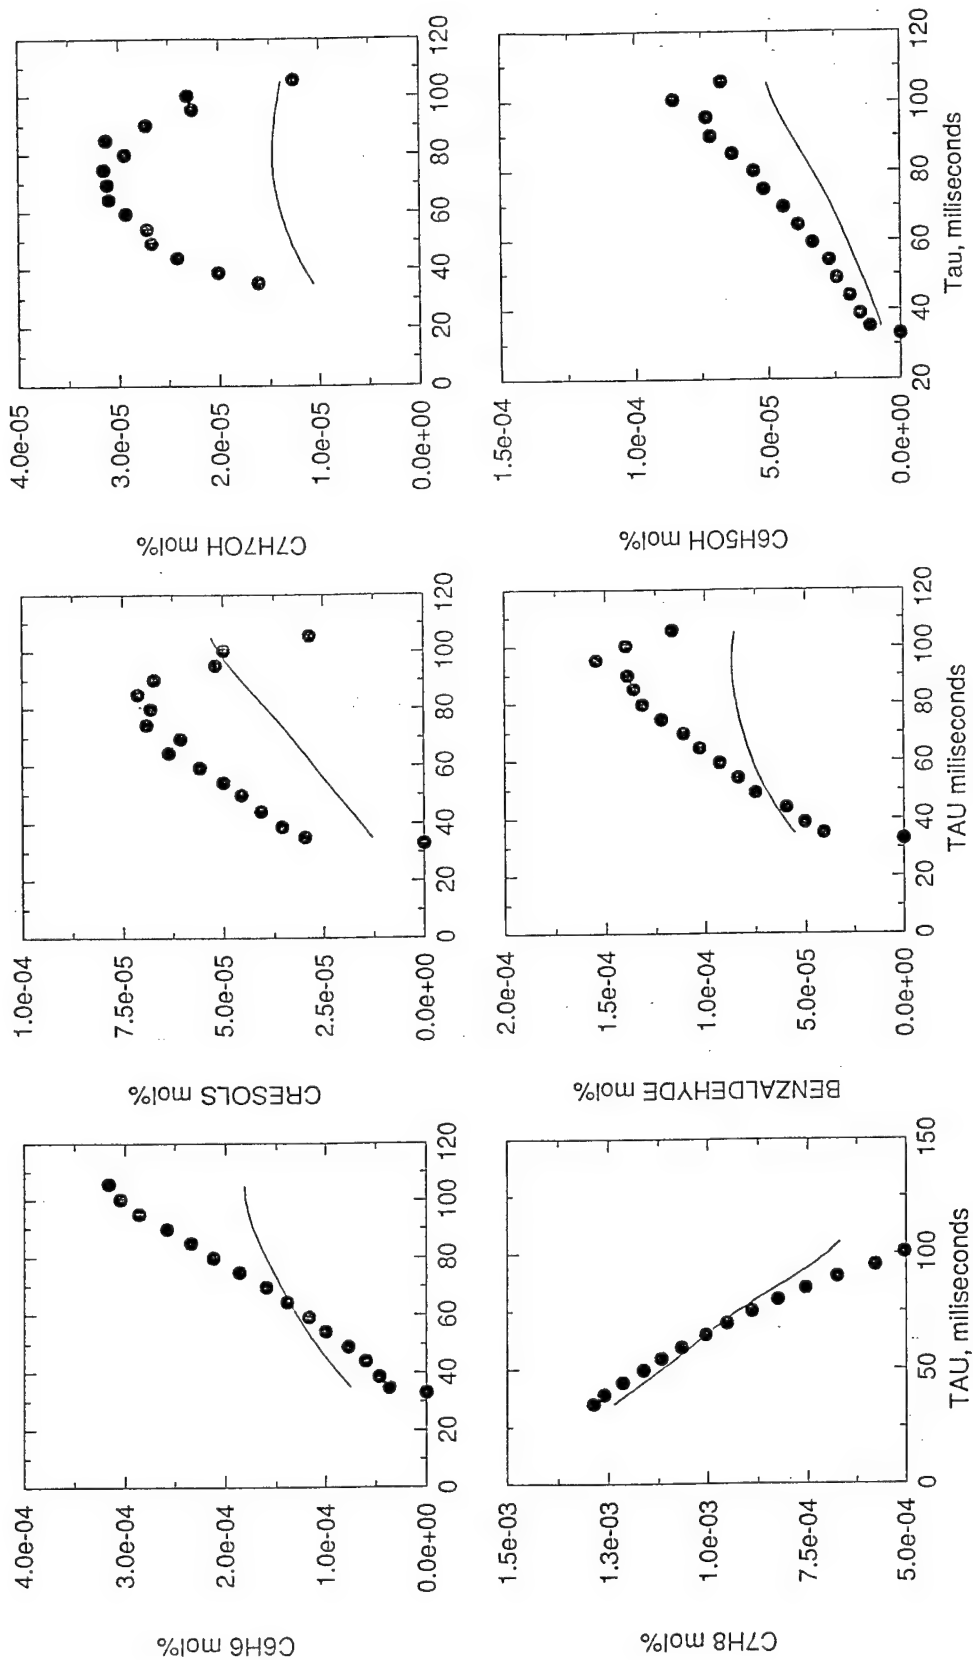 C6H6 mol%
4.0e-04
3.0e-04
2.0e-04
1.0e-04
0.0e+00
0
20
40
60
80
100
120
CRESOLS mol%
1.0e-04
7.5e-05
5.0e-05
2.5e-05
0.0e+00
0
20
40
60
80
100
120
C7H7OH mol%
4.0e-05
3.0e-05
2.0e-05
1.0e-05
0.0e+00
0
20
40
60
80
100
120
C7H8 mol%
1.5e-03
1.3e-03
1.0e-03
7.5e-04
5.0e-04
0
50
100
150
TAU, miliseconds
BENZALDEHYDE mol%
2.0e-04
1.5e-04
1.0e-04
5.0e-05
0.0e+00
0
20
40
60
80
100
120
TAU miliseconds
C6H5OH mol%
1.5e-04
1.0e-04
5.0e-05
0.0e+00
20
40
60
80
100
120
Tau, miliseconds